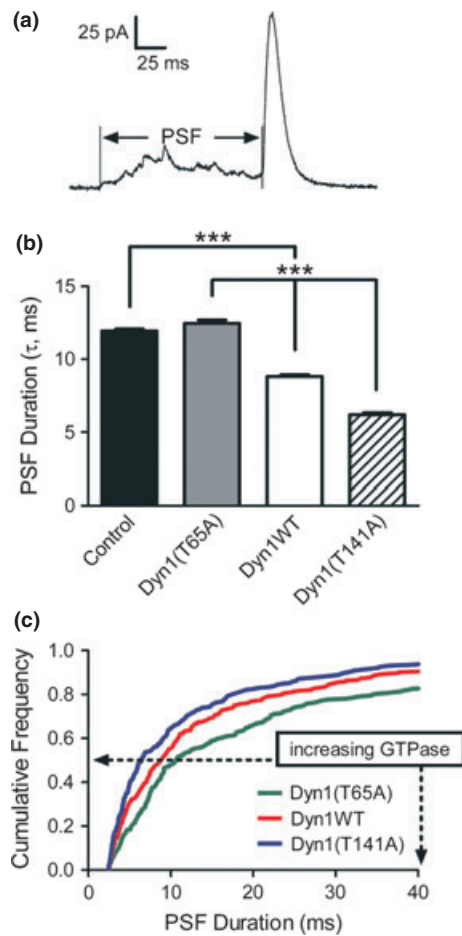 (a)
25 pA
25 ms
PSF
(b)
***
***
PSF Duration (τ, ms)
15
10
5
0
Control
Dyn1(T65A)
Dyn1WT
Dyn1(T141A)
(c)
Cumulative Frequency
1.0
0.8
0.6
0.4
0.2
0.0
increasing GTPase
Dyn1(T65A)
Dyn1WT
Dyn1(T141A)
0
10
20
30
40
PSF Duration (ms)